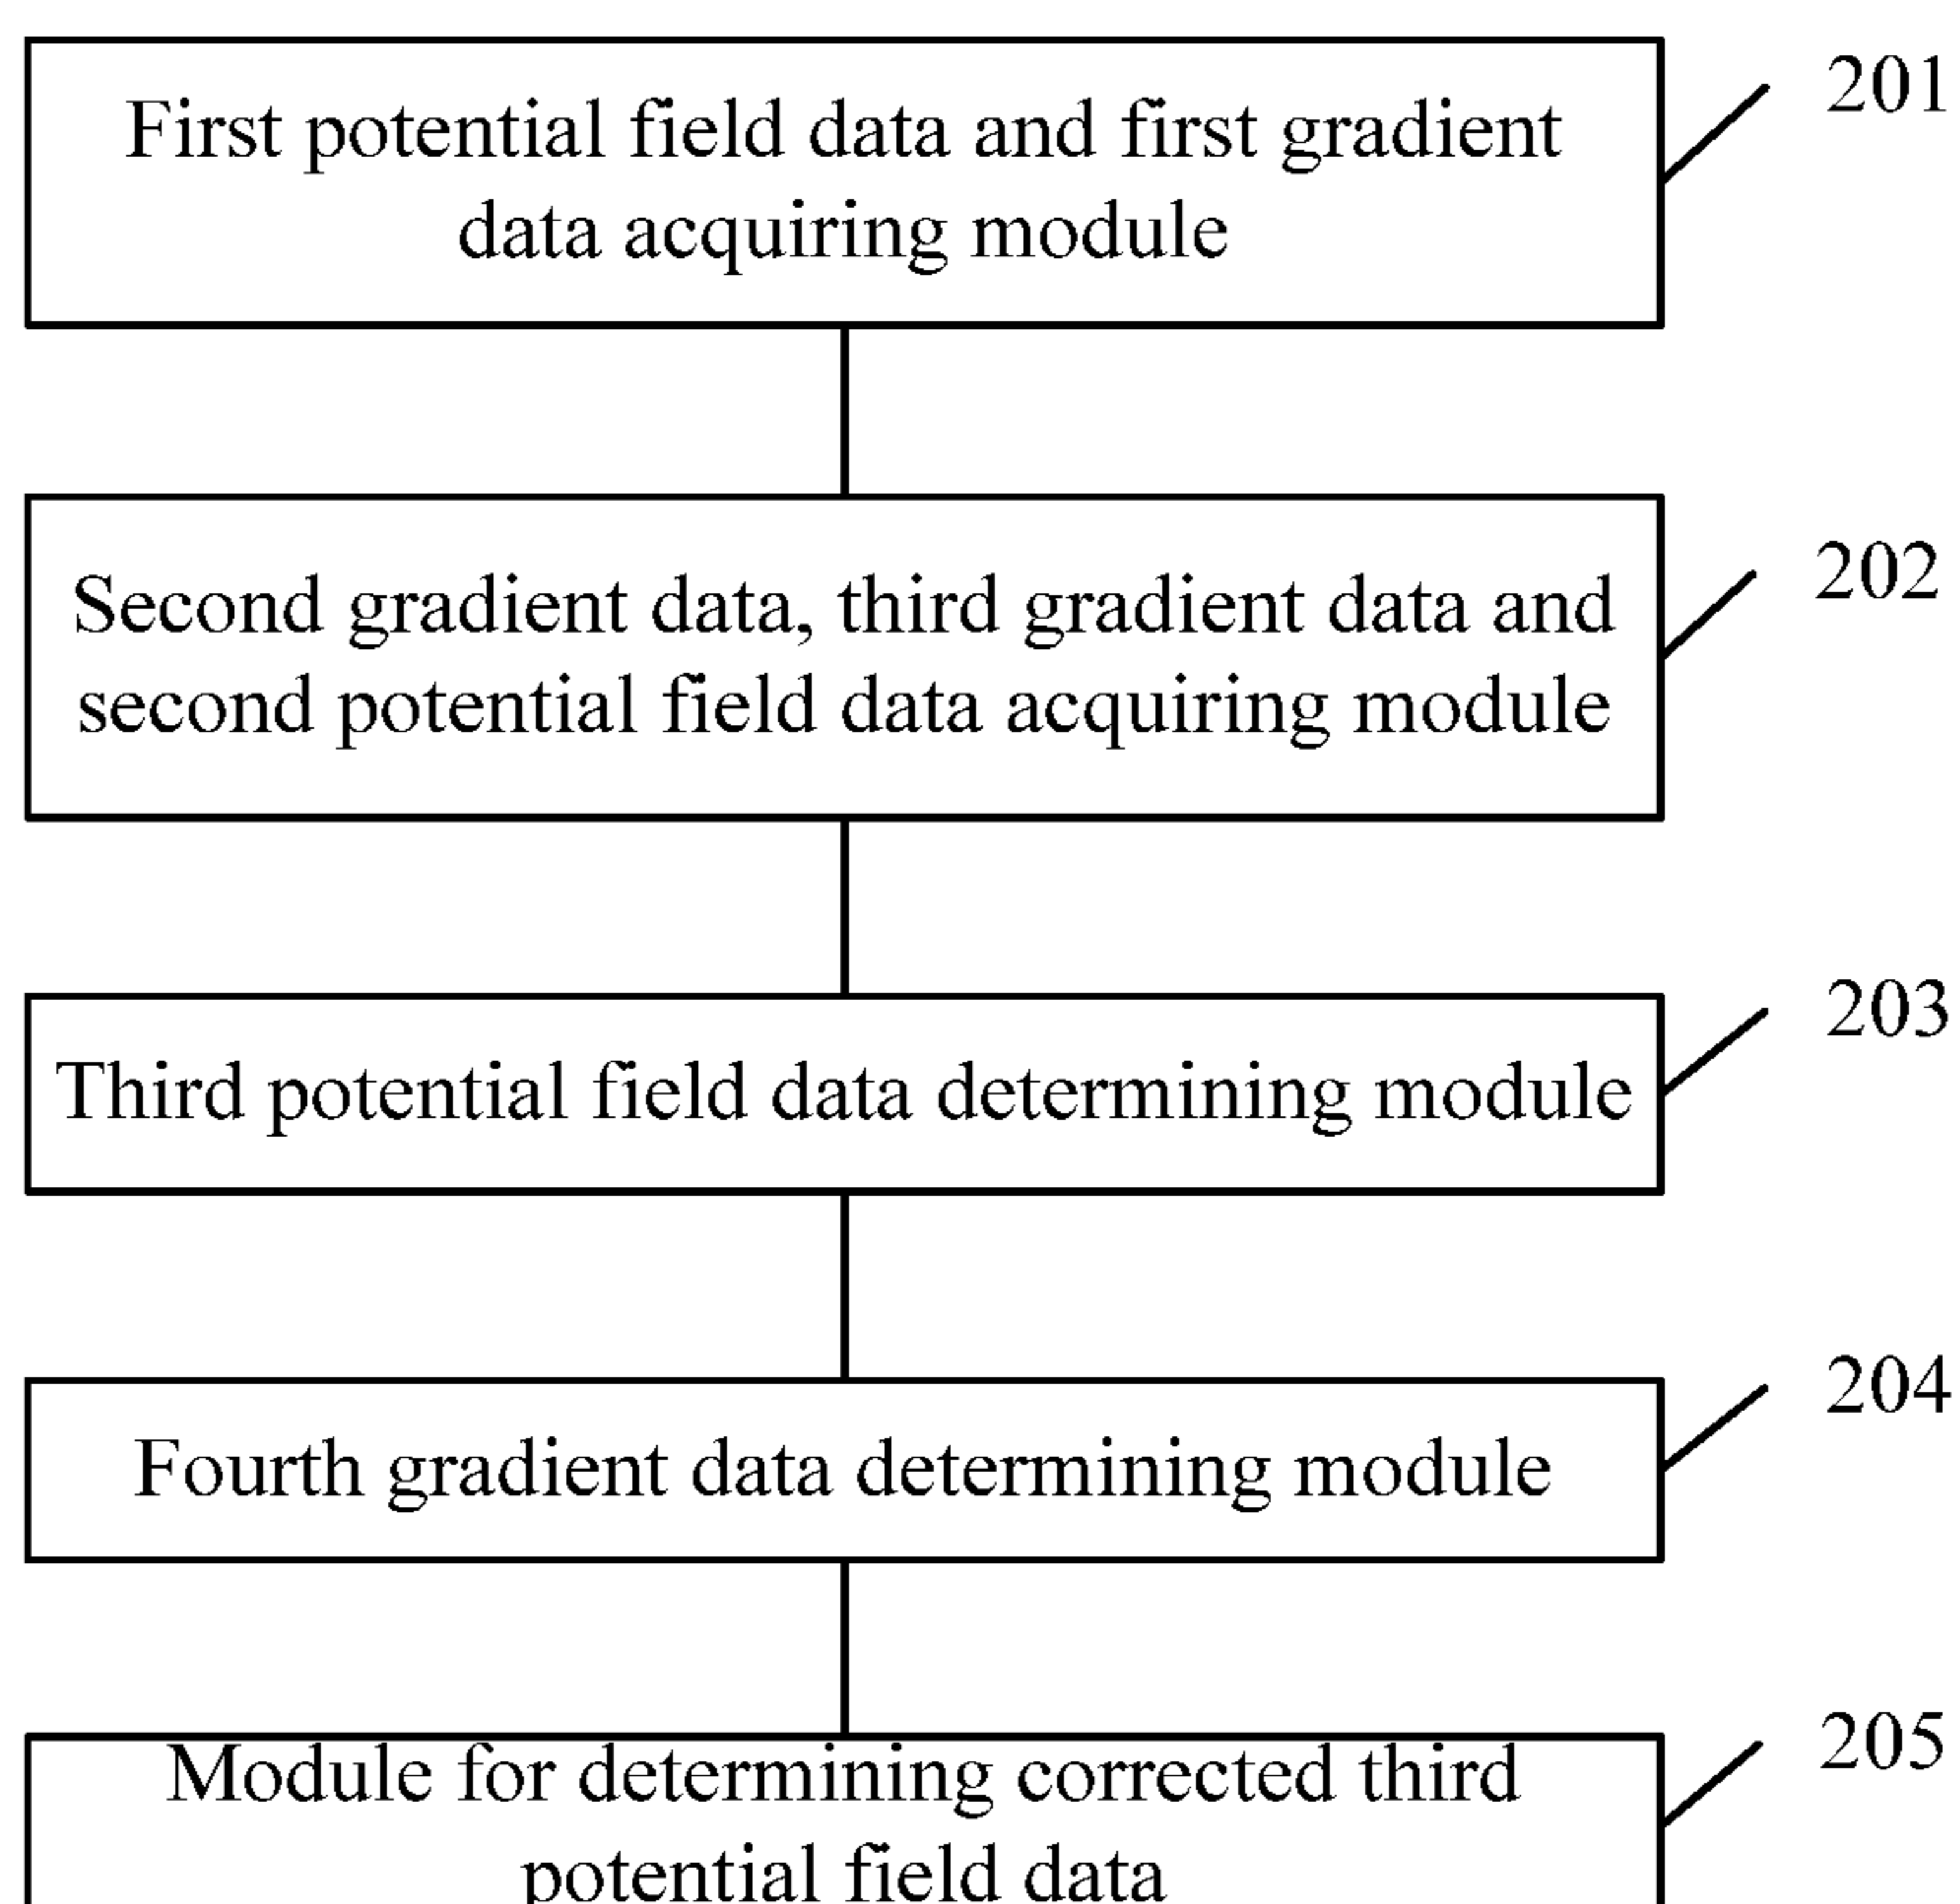 First potential field data and first gradient
data acquiring module
201
Second gradient data, third gradient data and
second potential field data acquiring module
202
Third potential field data determining module
203
Fourth gradient data determining module
204
Module for determining corrected third
potential field data
205